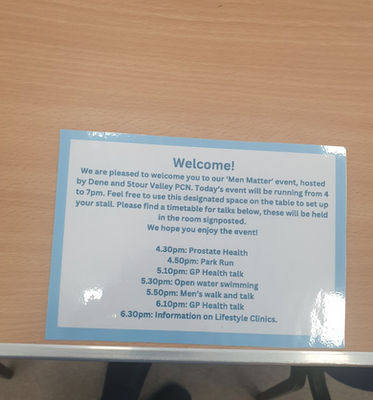 Welcome!
We are pleased to welcome you to our 'Men Matter' event, hosted
by Dene and Stour Valley PCN. Today's event will be running from 4
to 7pm. Feel free to use this designated space on the table to set up
your stall. Please find a timetable for talks below, these will be held
in the room signposted.
We hope you enjoy the event!
4.30pm: Prostate Health
4.50pm: Park Run
5.10pm: GP Health talk
5.30pm: Open water swimming
5.50pm: Men's walk and talk
6.10pm: GP Health talk
6.30pm: Information on Lifestyle Clinics.